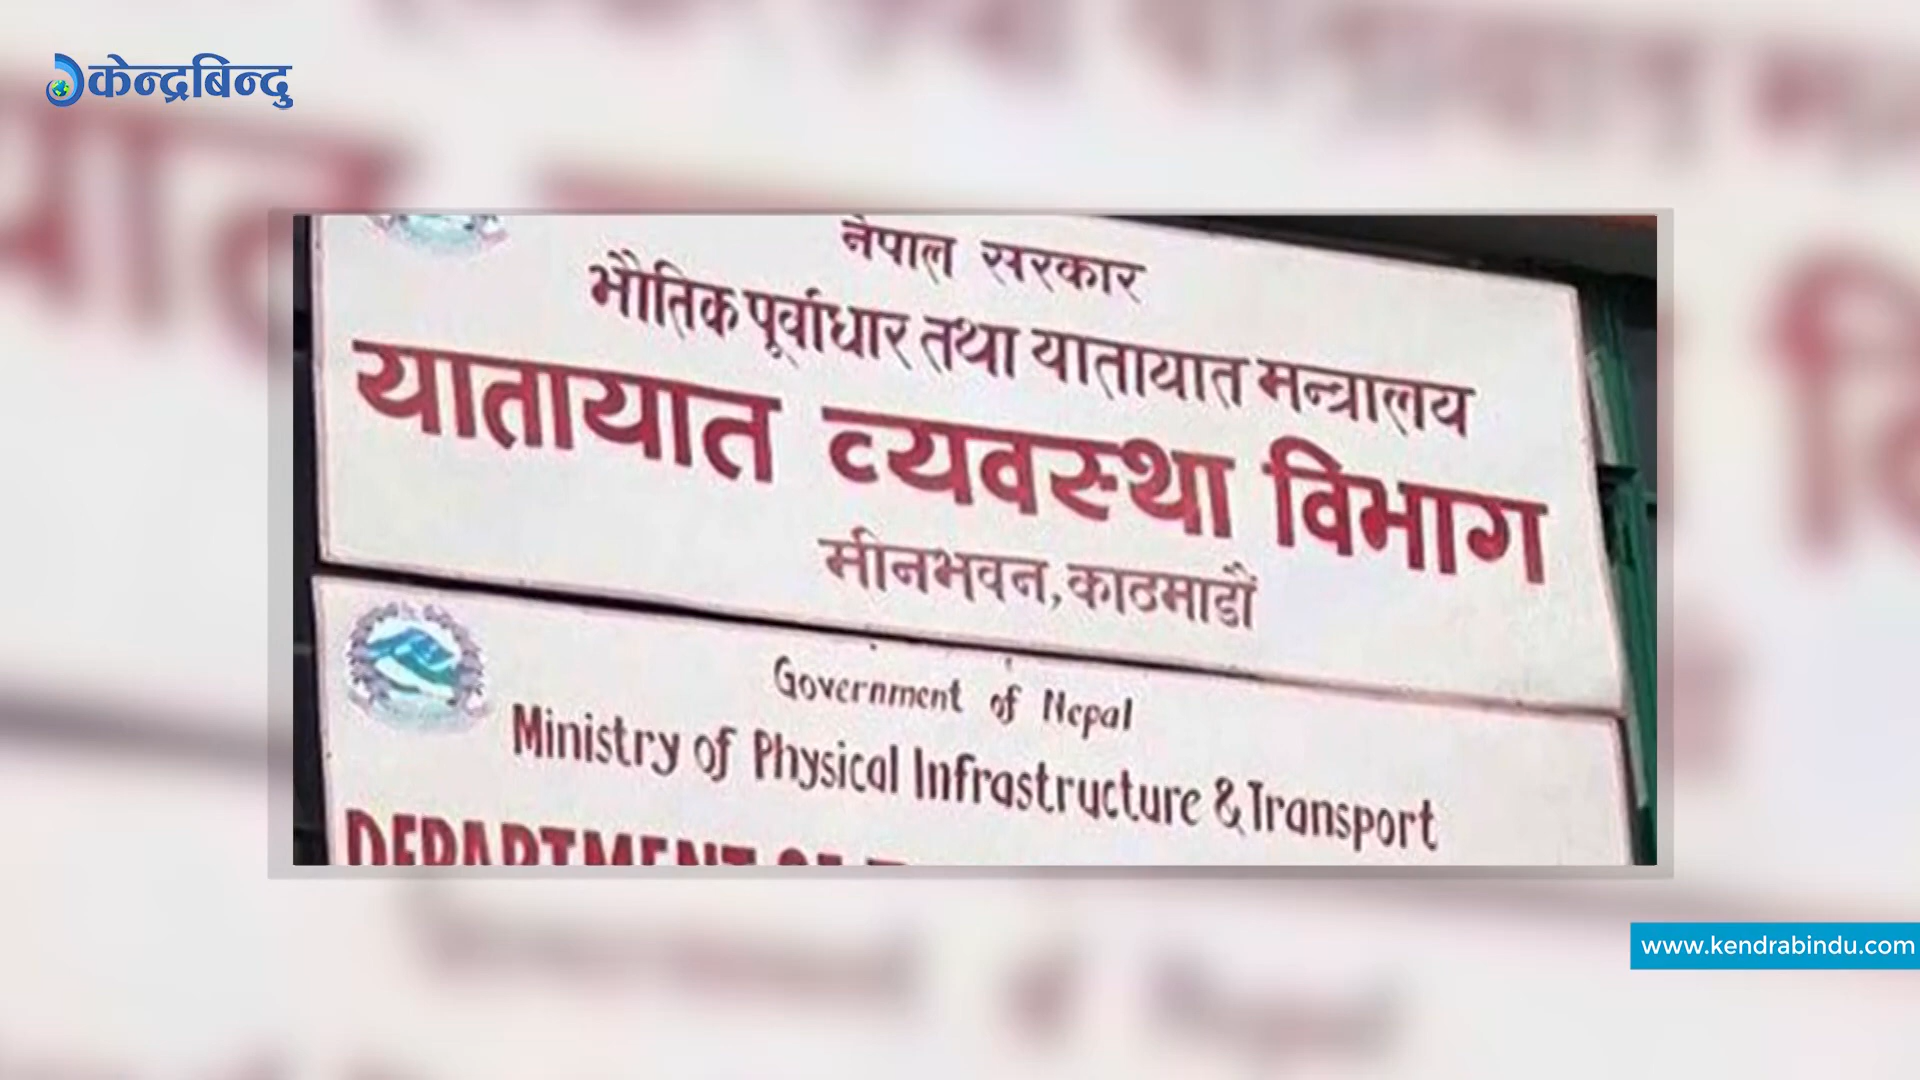 केन्द्रबिन्दु
नेपाल सरकार
भौतिक पूर्वाधार तथा यातायात मन्त्रालय
यातायात व्यवस्था विभाग
मीनभवन, काठमाडौं
Government of Nepal
Ministry of Physical Infrastructure & Transport
DEPARTMENT OF
www.kendrabindu.com